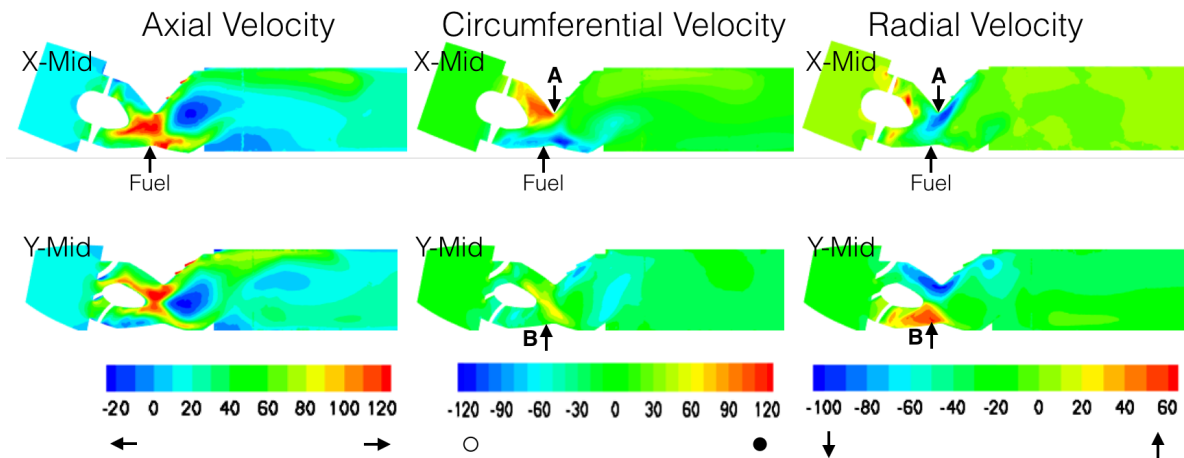 Axial Velocity Circumferential Velocity Radial Velocity
X-Mid X-Mid X-Mid
A A
Fuel Fuel Fuel
Y-Mid Y-Mid Y-Mid
B B
-20 0 20 40 60 80 100 120
-120 -90 -60 -30 0 30 60 90 120
-100 -80 -60 -40 -20 0 20 40 60